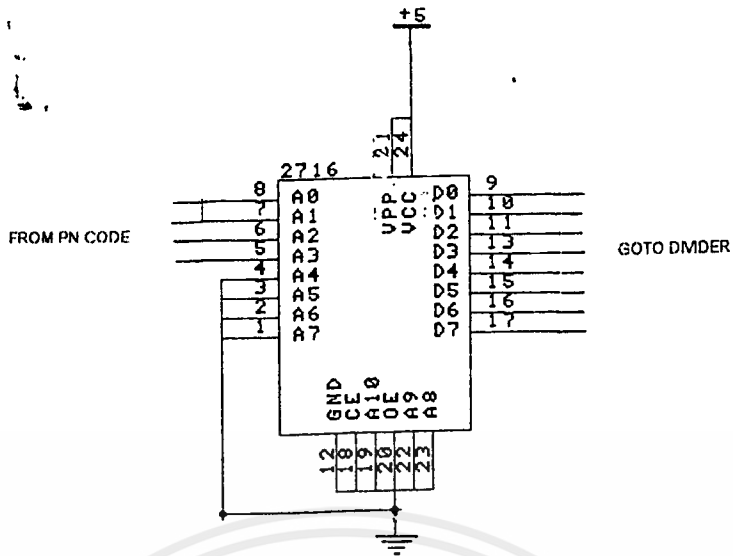 +5
21
24
2716
8 A0 VPP VCC D0 9
7 A1 D1 10
6 A2 D2 11
5 A3 D3 13
4 A4 D4 14
3 A5 D5 15
2 A6 D6 16
1 A7 D7 17
FROM PN CODE
GOTO DIVIDER
GND CE A10 OE A9 A8
12 18 19 20 22 23